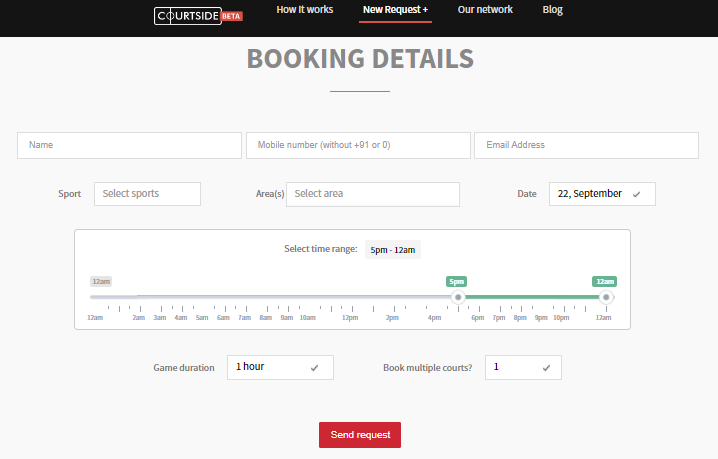 COURTSIDE BETA How It works New Request + Our network Blog
BOOKING DETAILS
Name Mobile number (without +91 or 0) Email Address
Sport Select sports Area(s) Select area Date 22, September
Select time range: 5pm - 12am
12am 5pm 12am
12am 2am 3am 4am 5am 6am 7am 8am 9am 10am 12pm 2pm 4pm 6pm 7pm 8pm 9pm 10pm 12am
Game duration 1 hour Book multiple courts? 1
Send request